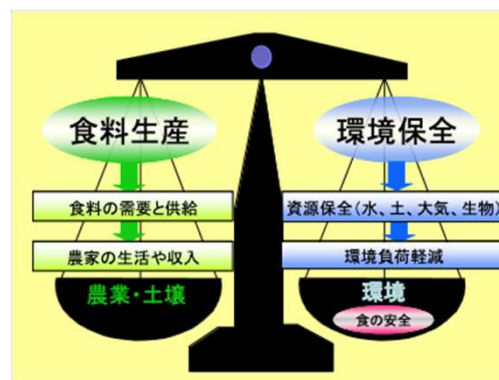 食料生産
食料の需要と供給
農家の生活や収入
農業・土壌
環境保全
資源保全(水、土、大気、生物)
環境負荷軽減
環境
食の安全